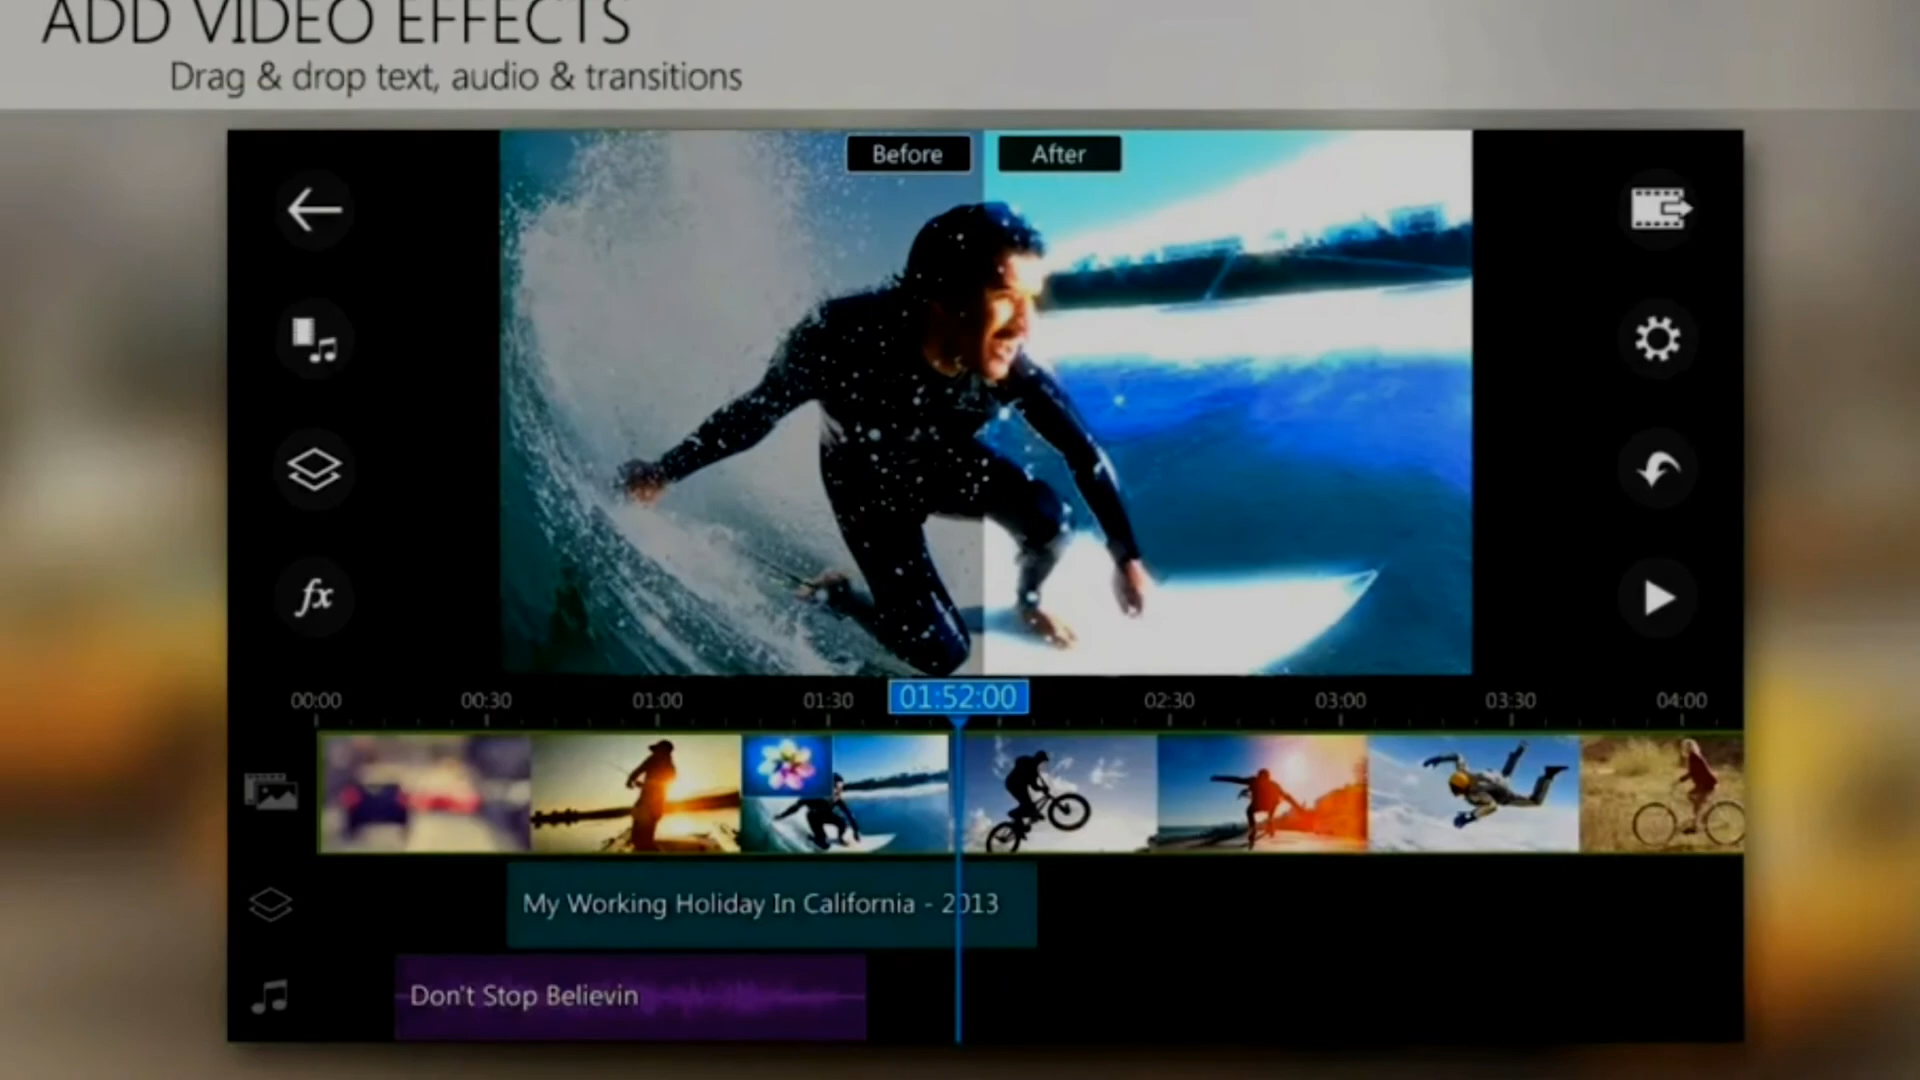 ADD VIDEO EFFECTS
Drag & drop text, audio & transitions
Before
After
fx
00:00
00:30
01:00
01:30
01:52:00
02:30
03:00
03:30
04:00
My Working Holiday In California - 2013
Don't Stop Believin